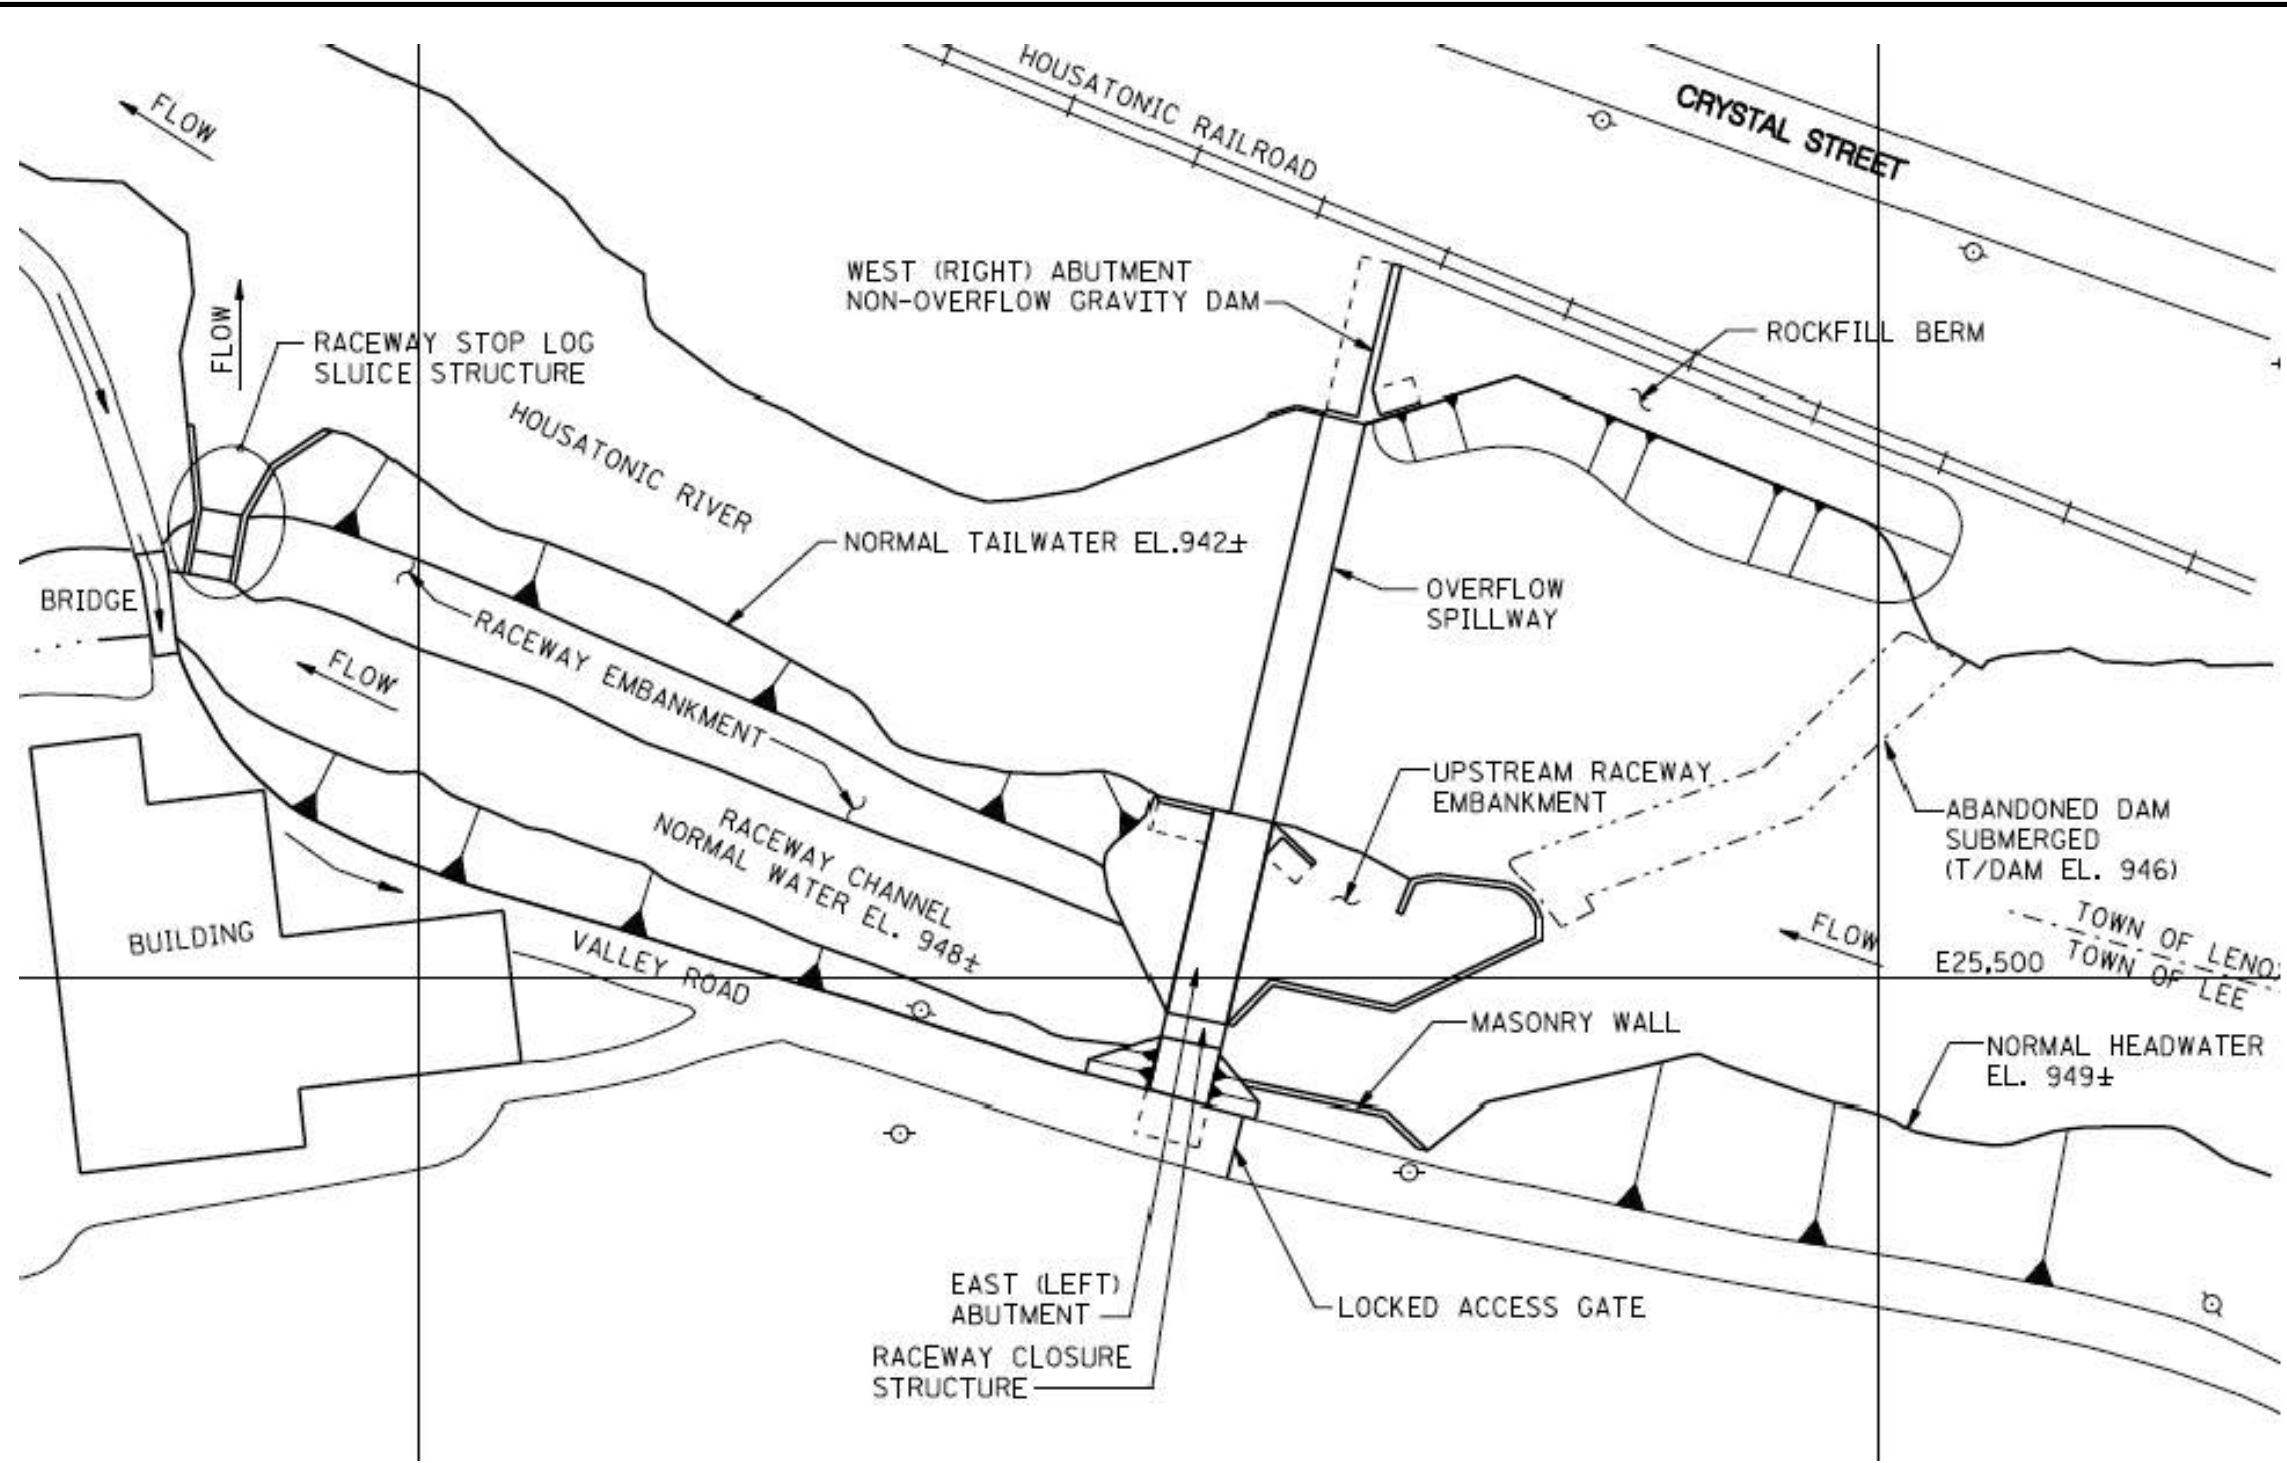 HOUSATONIC RAILROAD
CRYSTAL STREET
FLOW
WEST (RIGHT) ABUTMENT
NON-OVERFLOW GRAVITY DAM
FLOW
RACEWAY STOP LOG
SLUICE STRUCTURE
ROCKFILL BERM
HOUSATONIC RIVER
NORMAL TAILWATER EL.942±
BRIDGE
OVERFLOW
SPILLWAY
RACEWAY EMBANKMENT
FLOW
UPSTREAM RACEWAY
EMBANKMENT
ABANDONED DAM
SUBMERGED
(T/DAM EL. 946)
RACEWAY CHANNEL
NORMAL WATER EL. 948±
BUILDING
VALLEY ROAD
FLOW
E25,500
TOWN OF LENO
TOWN OF LEE
MASONRY WALL
NORMAL HEADWATER
EL. 949±
EAST (LEFT)
ABUTMENT
LOCKED ACCESS GATE
RACEWAY CLOSURE
STRUCTURE